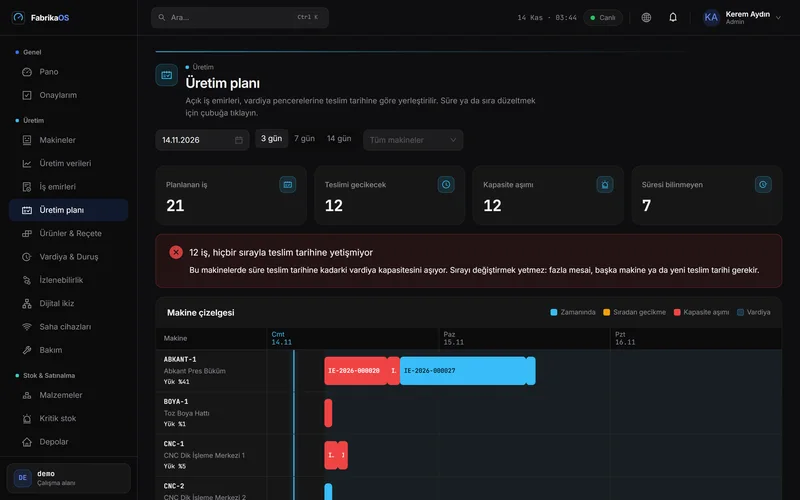 FabrikaOS
Ara...
Ctrl K
14 Kas - 03:44
Canlı
KA
Kerem Aydın
Admin
Genel
Pano
Onaylarım
Üretim
Makineler
Üretim verileri
İş emirleri
Üretim planı
Ürünler & Reçete
Vardiya & Duruş
İzlenebilirlik
Dijital ikiz
Saha cihazları
Bakım
Stok & Satınalma
Malzemeler
Kritik stok
Depolar
DE
demo
Çalışma alanı
Üretim
Üretim planı
Açık iş emirleri, vardiya pencerelerine teslim tarihine göre yerleştirilir. Süre ya da sıra düzeltmek
için çubuğa tıklayın.
14.11.2026
3 gün
7 gün
14 gün
Tüm makineler
Planlanan iş
21
Teslimi gecikecek
12
Kapasite aşımı
12
Süresi bilinmeyen
7
12 iş, hiçbir sırayla teslim tarihine yetişmiyor
Bu makinelerde süre teslim tarihine kadarki vardiya kapasitesini aşıyor. Sırayı değiştirmek yetmez: fazla mesai, başka makine ya da yeni teslim tarihi gerekir.
Makine çizelgesi
Zamanında
Sıradan gecikme
Kapasite aşımı
Vardiya
Makine
Cmt
14.11
Paz
15.11
Pzt
16.11
ABKANT-1
Abkant Pres Büküm
Yük %41
IE-2026-000020
I.
IE-2026-000027
BOYA-1
Toz Boya Hattı
Yük %1
CNC-1
CNC Dik İşleme Merkezi 1
Yük %5
CNC-2
CNC Dik İşleme Merkezi 2